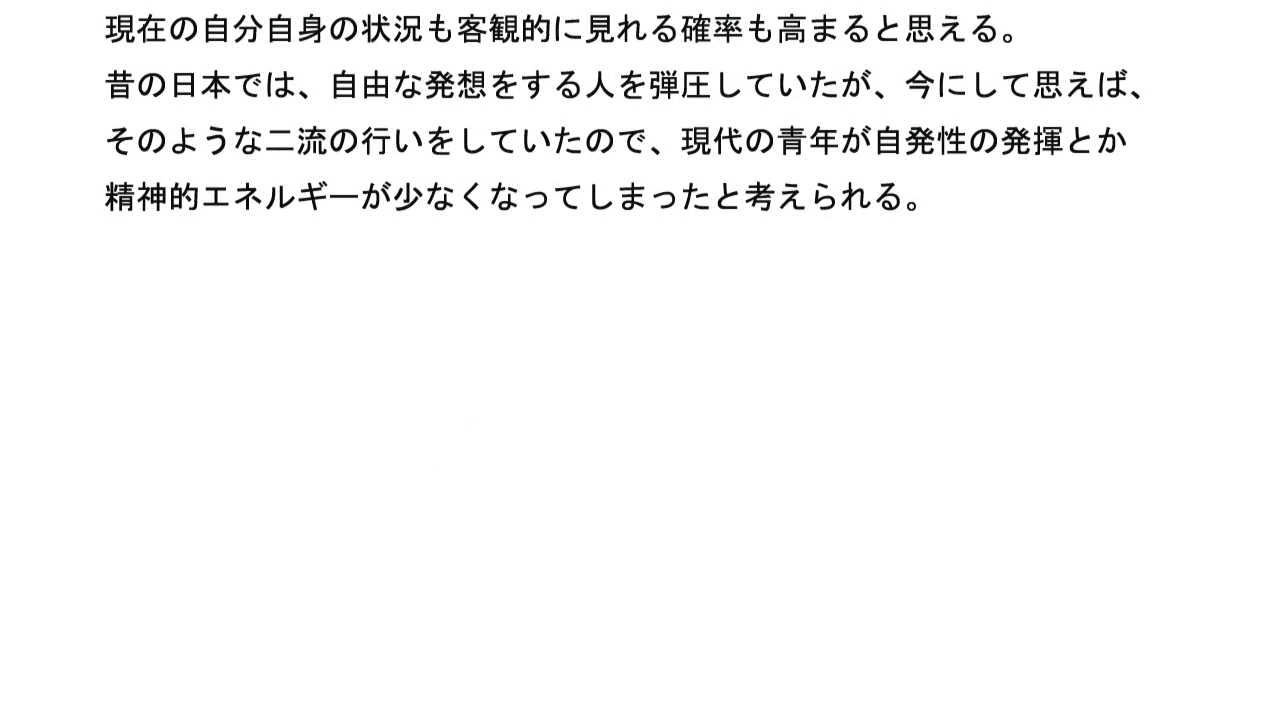 現在の自分自身の状況も客観的に見れる確率も高まると思える。
昔の日本では、自由な発想をする人を弾圧していたが、今にして思えば、
そのような二流の行いをしていたので、現代の青年が自発性の発揮とか
精神的エネルギーが少なくなってしまったと考えられる。